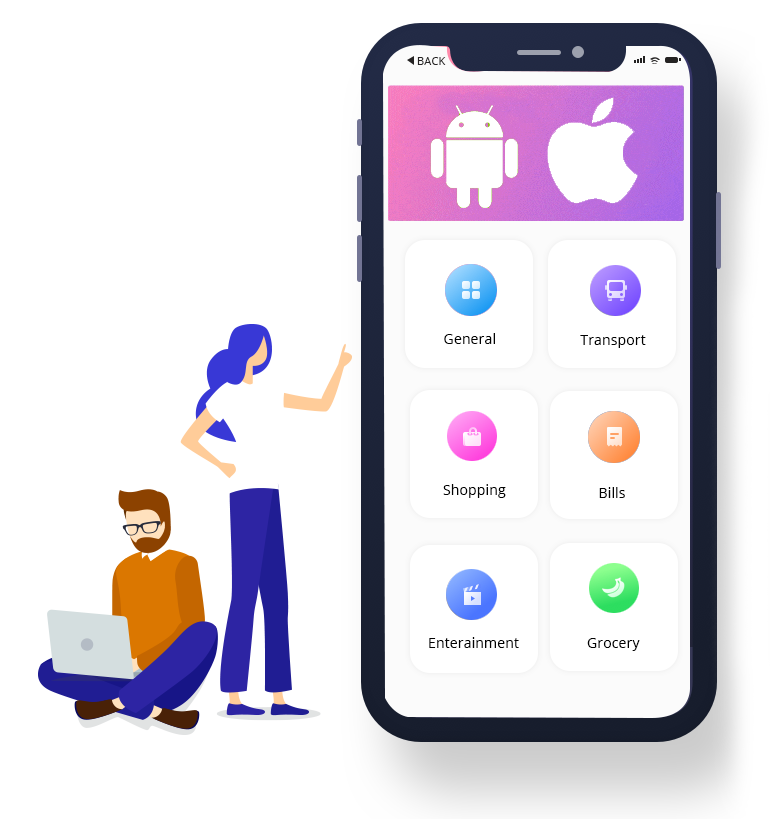 BACK
General
Transport
Shopping
Bills
Enterainment
Grocery